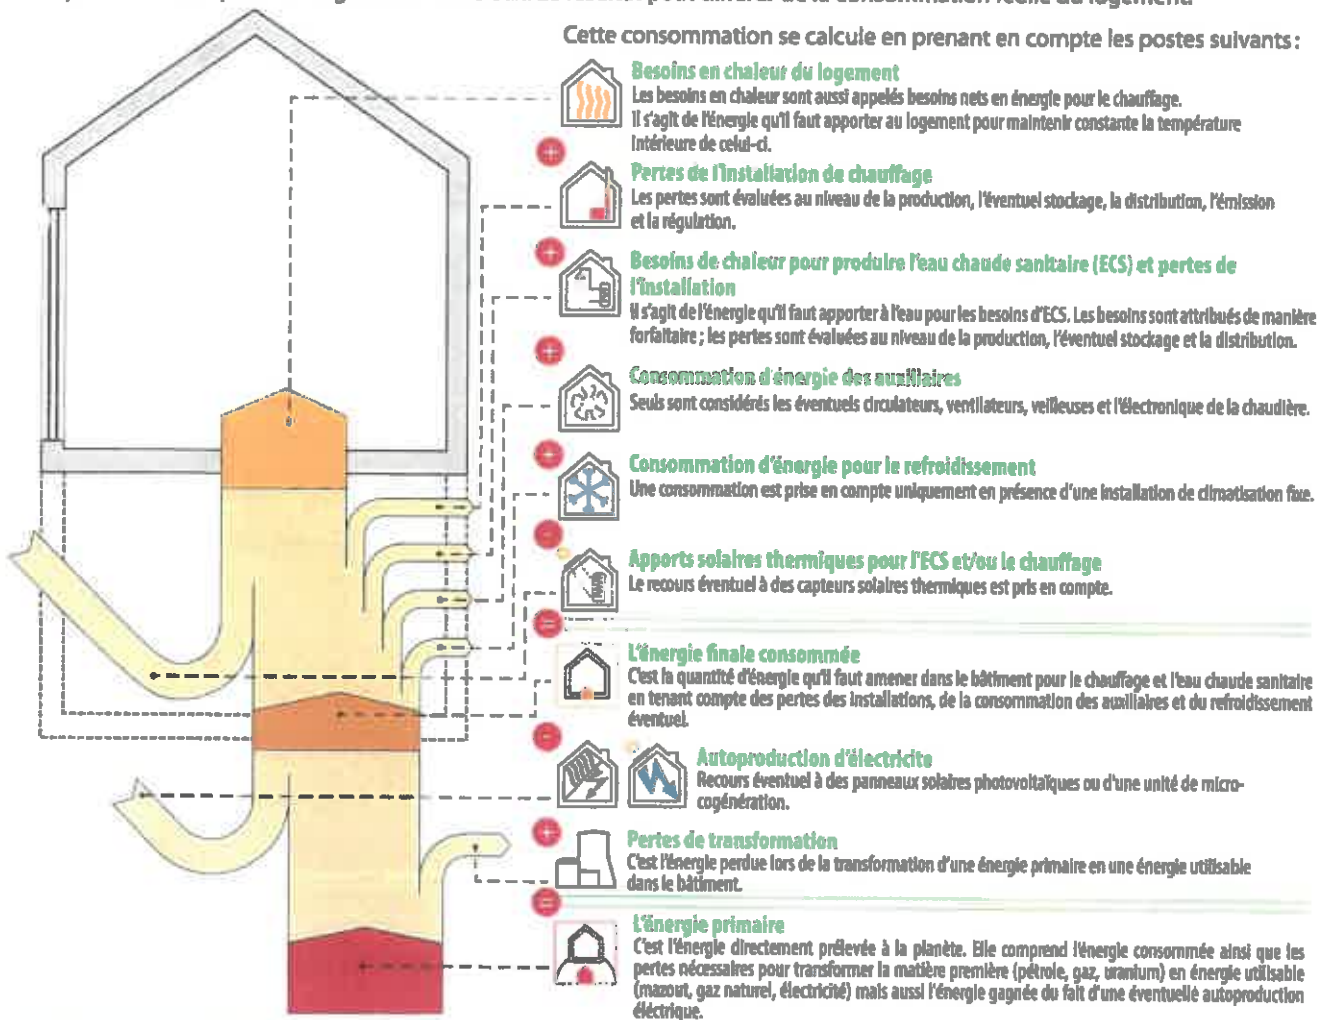 Cette consommation se calcule en prenant en compte les postes suivants :
Besoins en chaleur du logement
Les besoins en chaleur sont aussi appelés besoins nets en énergie pour le chauffage.
Il s'agit de l'énergie qu'il faut apporter au logement pour maintenir constante la température
intérieure de celui-ci.
+
Pertes de l'installation de chauffage
Les pertes sont évaluées au niveau de la production, l'éventuel stockage, la distribution, l'émission
et la régulation.
+
Besoins de chaleur pour produire l'eau chaude sanitaire (ECS) et pertes de
l'installation
Il s'agit de l'énergie qu'il faut apporter à l'eau pour les besoins d'ECS. Les besoins sont attribués de manière
forfaitaire ; les pertes sont évaluées au niveau de la production, l'éventuel stockage et la distribution.
+
Consommation d'énergie des auxiliaires
Seuls sont considérés les éventuels circulateurs, ventilateurs, veilleuses et l'électronique de la chaudière.
+
Consommation d'énergie pour le refroidissement
Une consommation est prise en compte uniquement en présence d'une installation de climatisation fixe.
-
Apports solaires thermiques pour l'ECS et/ou le chauffage
Le recours éventuel à des capteurs solaires thermiques est pris en compte.
=
L'énergie finale consommée
C'est la quantité d'énergie qu'il faut amener dans le bâtiment pour le chauffage et l'eau chaude sanitaire
en tenant compte des pertes des installations, de la consommation des auxiliaires et du refroidissement
éventuel.
-
Autoproduction d'électricite
Recours éventuel à des panneaux solaires photovoltaïques ou d'une unité de micro-
cogénération.
+
Pertes de transformation
C'est l'énergie perdue lors de la transformation d'une énergie primaire en une énergie utilisable
dans le bâtiment.
=
L'énergie primaire
C'est l'énergie directement prélevée à la planète. Elle comprend l'énergie consommée ainsi que les
pertes nécessaires pour transformer la matière première (pétrole, gaz, uranium) en énergie utilisable
(mazout, gaz naturel, électricité) mais aussi l'énergie gagnée du fait d'une éventuelle autoproduction
électrique.